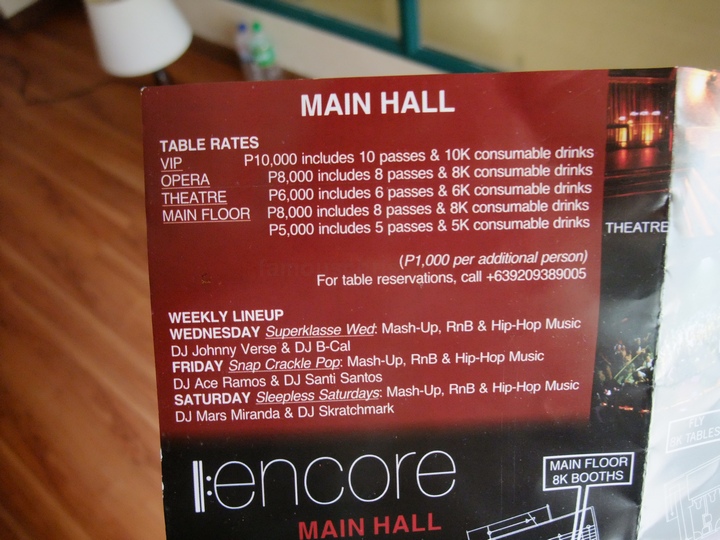 MAIN HALL
TABLE RATES
VIP P10,000 includes 10 passes & 10K consumable drinks
OPERA P8,000 includes 8 passes & 8K consumable drinks
THEATRE P6,000 includes 6 passes & 6K consumable drinks
MAIN FLOOR P8,000 includes 8 passes & 8K consumable drinks
P5,000 includes 5 passes & 5K consumable drinks
(P1,000 per additional person)
For table reservations, call +639209389005
WEEKLY LINEUP
WEDNESDAY Superklasse Wed: Mash-Up, RnB & Hip-Hop Music
DJ Johnny Verse & DJ B-Cal
FRIDAY Snap Crackle Pop: Mash-Up, RnB & Hip-Hop Music
DJ Ace Ramos & DJ Santi Santos
SATURDAY Sleepless Saturdays: Mash-Up, RnB & Hip-Hop Music
DJ Mars Miranda & DJ Skratchmark
encore
MAIN HALL
THEATRE
MAIN FLOOR
8K BOOTHS
FLY
8K TABLES